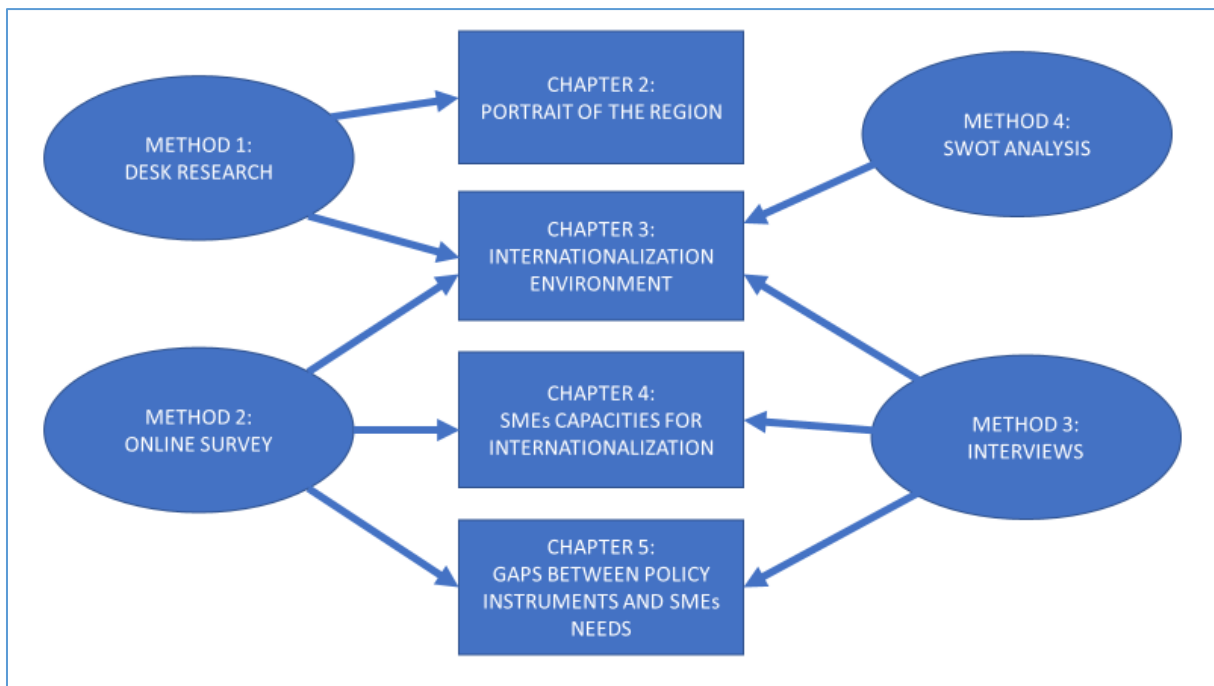 METHOD 1:
DESK RESEARCH
CHAPTER 2:
PORTRAIT OF THE REGION
METHOD 4:
SWOT ANALYSIS
CHAPTER 3:
INTERNATIONALIZATION
ENVIRONMENT
METHOD 2:
ONLINE SURVEY
CHAPTER 4:
SMEs CAPACITIES FOR
INTERNATIONALIZATION
METHOD 3:
INTERVIEWS
CHAPTER 5:
GAPS BETWEEN POLICY
INSTRUMENTS AND SMEs
NEEDS